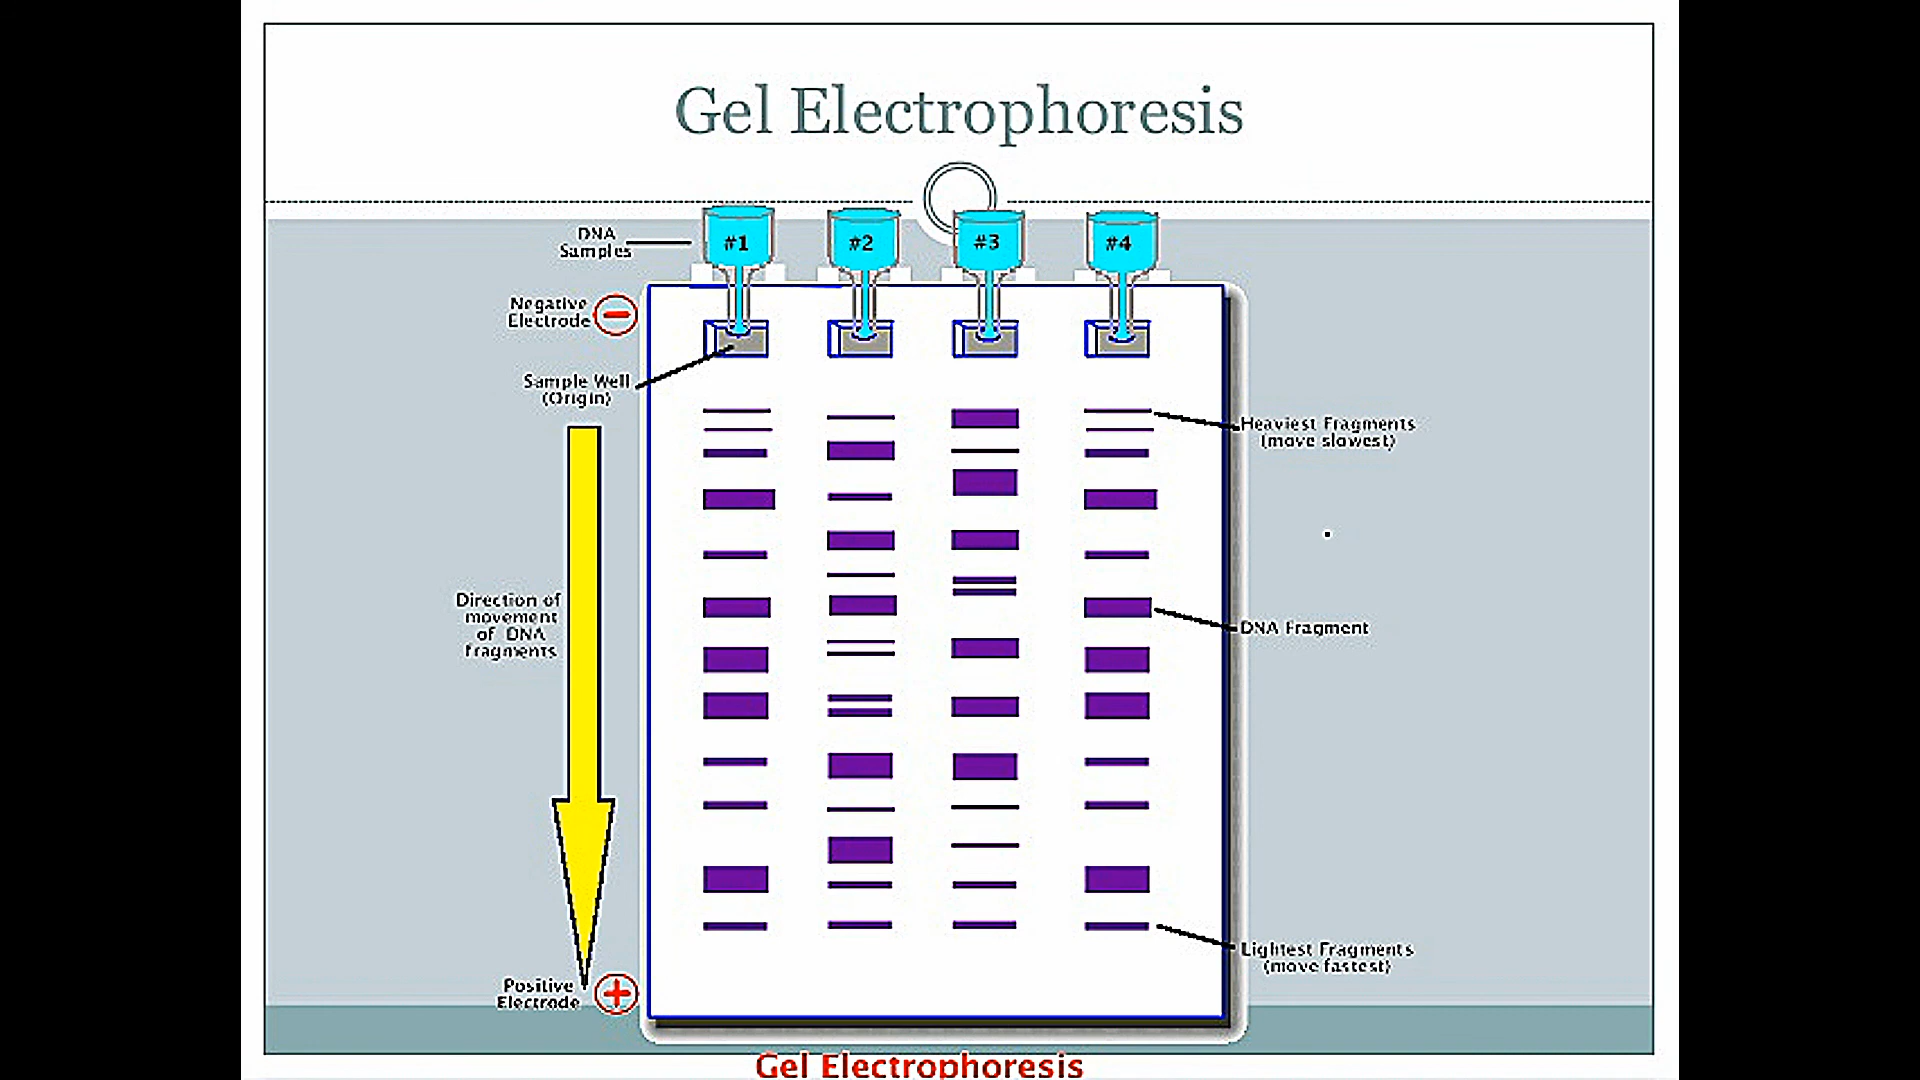 Gel Electrophoresis
DNA
Samples
#1
#2
#3
#4
Negative
Electrode
Sample Well
(Origin)
Heaviest Fragments
(move slowest)
Direction of
movement
of DNA
fragments
DNA Fragment
Lightest Fragments
(move fastest)
Positive
Electrode
Gel Electrophoresis